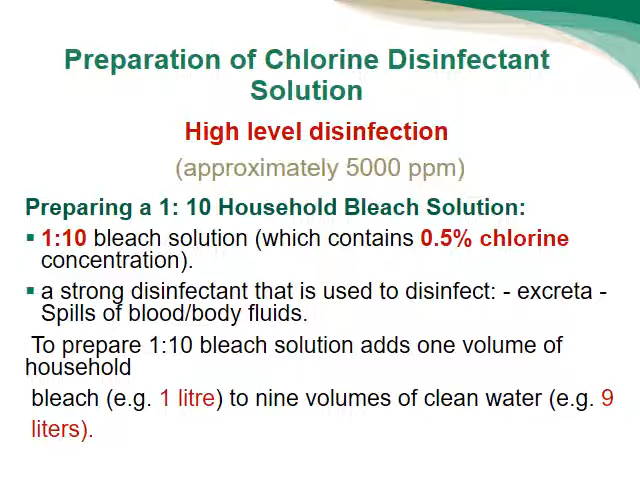 Preparation of Chlorine Disinfectant
Solution
High level disinfection
(approximately 5000 ppm)
Preparing a 1: 10 Household Bleach Solution:
▪ 1:10 bleach solution (which contains 0.5% chlorine
concentration).
▪ a strong disinfectant that is used to disinfect: - excreta -
Spills of blood/body fluids.
To prepare 1:10 bleach solution adds one volume of
household
bleach (e.g. 1 litre) to nine volumes of clean water (e.g. 9
liters).